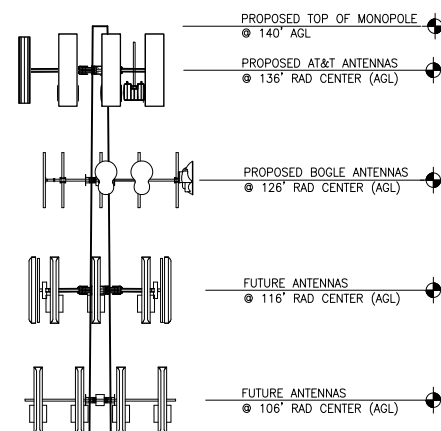 PROPOSED TOP OF MONOPOLE
@ 140' AGL
PROPOSED AT&T ANTENNAS
@ 136' RAD CENTER (AGL)
PROPOSED BOGLE ANTENNAS
@ 126' RAD CENTER (AGL)
FUTURE ANTENNAS
@ 116' RAD CENTER (AGL)
FUTURE ANTENNAS
@ 106' RAD CENTER (AGL)